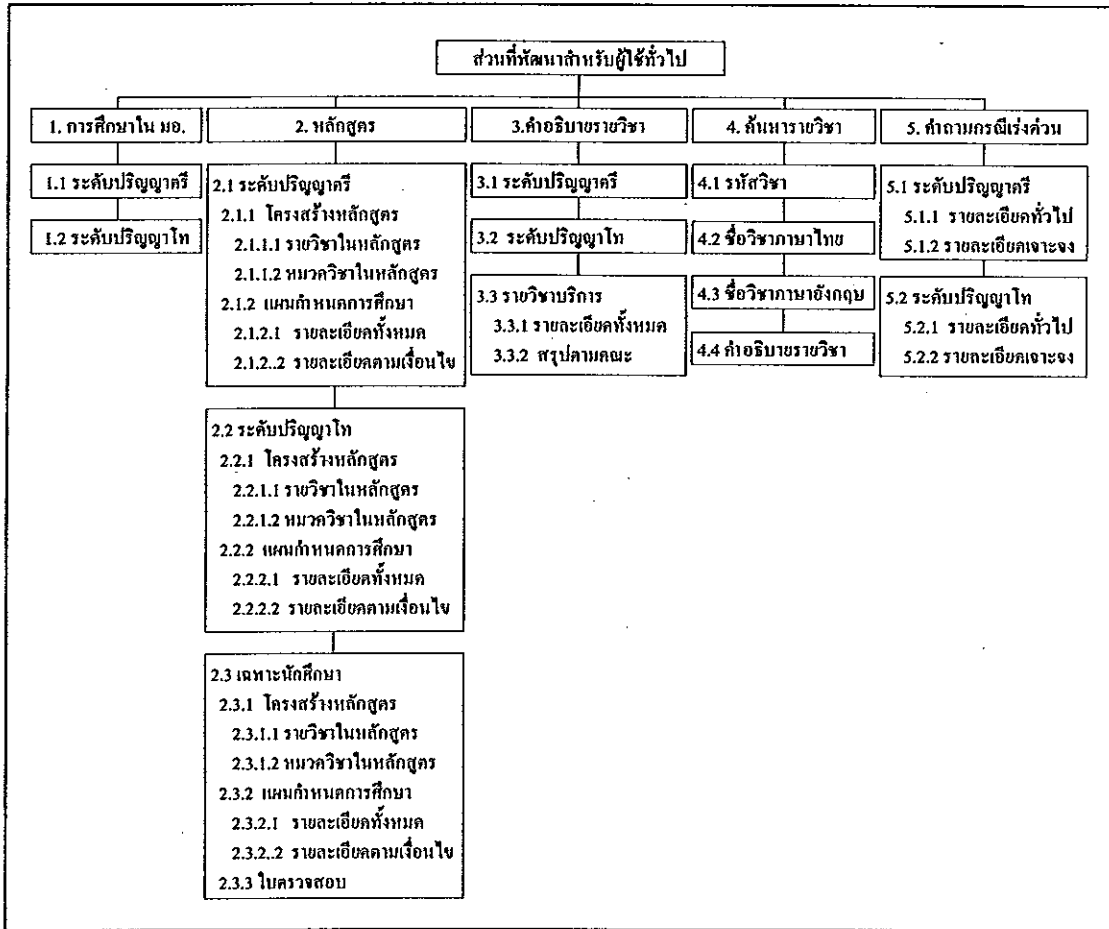 ส่วนที่พัฒนาสำหรับผู้ใช้ทั่วไป
1. การศึกษาใน มอ.
1.1 ระดับปริญญาตรี
1.2 ระดับปริญญาโท
2. หลักสูตร
2.1 ระดับปริญญาตรี
2.1.1 โครงสร้างหลักสูตร
2.1.1.1 รายวิชาในหลักสูตร
2.1.1.2 หมวดวิชาในหลักสูตร
2.1.2 แผนกำหนดการศึกษา
2.1.2.1 รายละเอียดทั้งหมด
2.1.2..2 รายละเอียดตามเงื่อนไข
2.2 ระดับปริญญาโท
2.2.1 โครงสร้างหลักสูตร
2.2.1.1 รายวิชาในหลักสูตร
2.2.1.2 หมวดวิชาในหลักสูตร
2.2.2 แผนกำหนดการศึกษา
2.2.2.1 รายละเอียดทั้งหมด
2.2.2.2 รายละเอียดตามเงื่อนไข
2.3 เฉพาะนักศึกษา
2.3.1 โครงสร้างหลักสูตร
2.3.1.1 รายวิชาในหลักสูตร
2.3.1.2 หมวดวิชาในหลักสูตร
2.3.2 แผนกำหนดการศึกษา
2.3.2.1 รายละเอียดทั้งหมด
2.3.2..2 รายละเอียดตามเงื่อนไข
2.3.3 ใบตรวจสอบ
3.คำอธิบายรายวิชา
3.1 ระดับปริญญาตรี
3.2 ระดับปริญญาโท
3.3 รายวิชาบริการ
3.3.1 รายละเอียดทั้งหมด
3.3.2 สรุปตามคณะ
4. ค้นหารายวิชา
4.1 รหัสวิชา
4.2 ชื่อวิชาภาษาไทย
4.3 ชื่อวิชาภาษาอังกฤษ
4.4 คำอธิบายรายวิชา
5. คำถามกรณีเร่งด่วน
5.1 ระดับปริญญาตรี
5.1.1 รายละเอียดทั่วไป
5.1.2 รายละเอียดเจาะจง
5.2 ระดับปริญญาโท
5.2.1 รายละเอียดทั่วไป
5.2.2 รายละเอียดเจาะจง